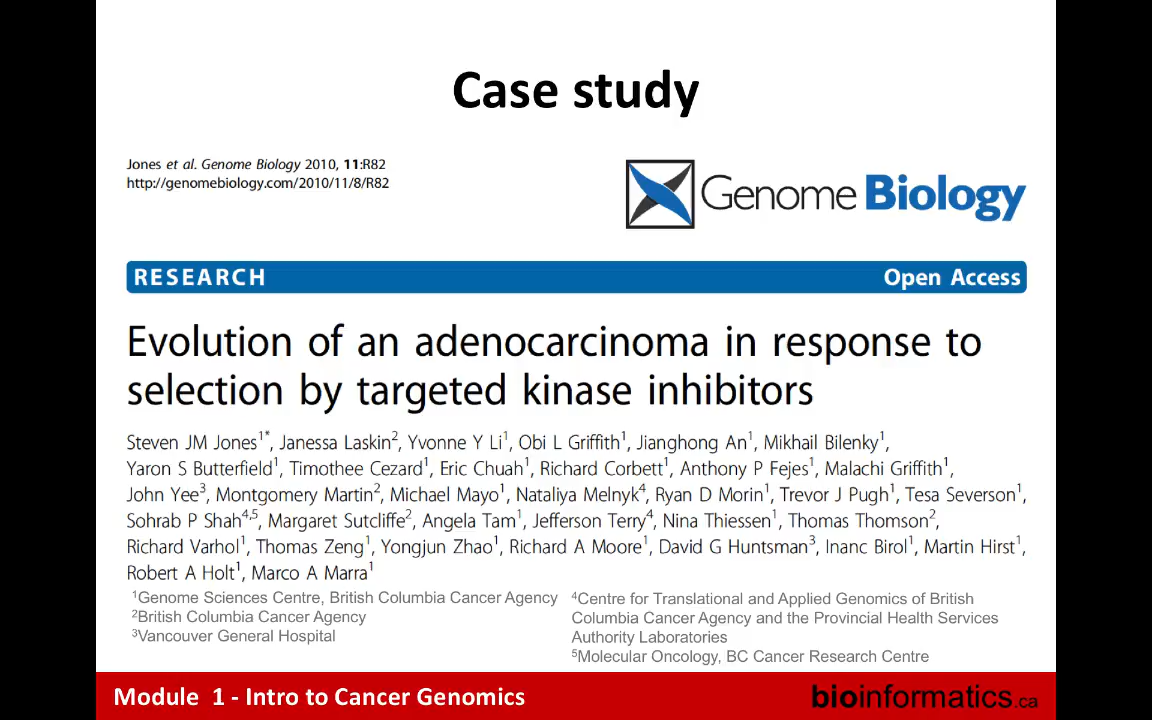 Case study
Jones et al. Genome Biology 2010, 11:R82
http://genomebiology.com/2010/11/8/R82
Genome Biology
RESEARCH
Open Access
Evolution of an adenocarcinoma in response to
selection by targeted kinase inhibitors
Steven JM Jones1*, Janessa Laskin2, Yvonne Y Li1, Obi L Griffith1, Jianghong An1, Mikhail Bilenky1,
Yaron S Butterfield1, Timothee Cezard1, Eric Chuah1, Richard Corbett1, Anthony P Fejes1, Malachi Griffith1,
John Yee3, Montgomery Martin2, Michael Mayo1, Nataliya Melnyk4, Ryan D Morin1, Trevor J Pugh1, Tesa Severson1,
Sohrab P Shah4,5, Margaret Sutcliffe2, Angela Tam1, Jefferson Terry4, Nina Thiessen1, Thomas Thomson2,
Richard Varhol1, Thomas Zeng1, Yongjun Zhao1, Richard A Moore1, David G Huntsman3, Inanc Birol1, Martin Hirst1,
Robert A Holt1, Marco A Marra1
1Genome Sciences Centre, British Columbia Cancer Agency
2British Columbia Cancer Agency
3Vancouver General Hospital
4Centre for Translational and Applied Genomics of British
Columbia Cancer Agency and the Provincial Health Services
Authority Laboratories
5Molecular Oncology, BC Cancer Research Centre
Module 1 - Intro to Cancer Genomics
bioinformatics.ca